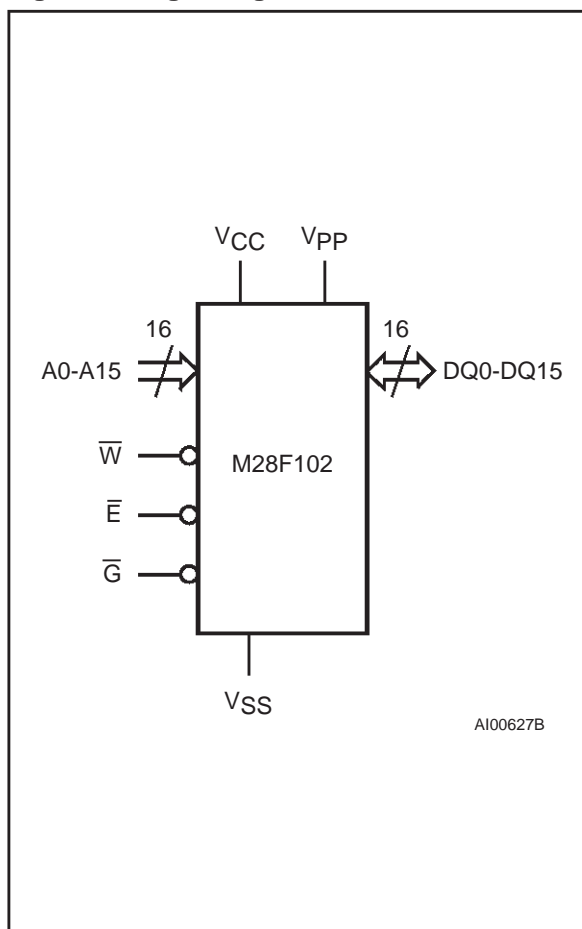 VCC VPP
16 16
A0-A15 DQ0-DQ15
W̅ M28F102
E̅
G̅
VSS
AI00627B